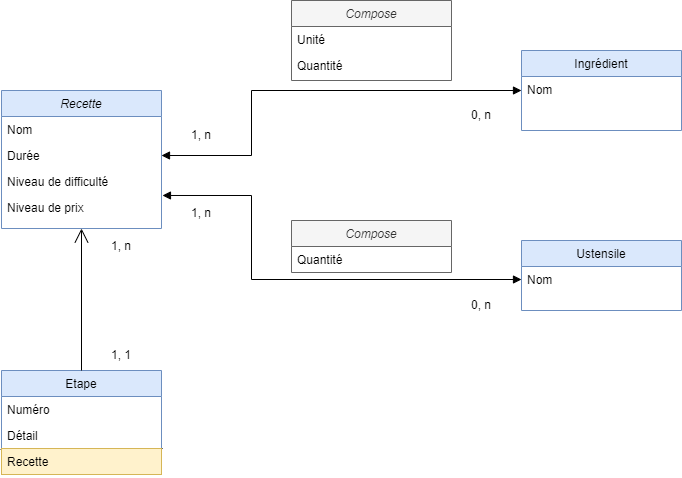 Compose
Unité
Quantité
Ingrédient
Nom
0, n
Recette
Nom
Durée
Niveau de difficulté
Niveau de prix
1, n
1, n
Compose
Quantité
Ustensile
Nom
0, n
1, n
1, 1
Etape
Numéro
Détail
Recette